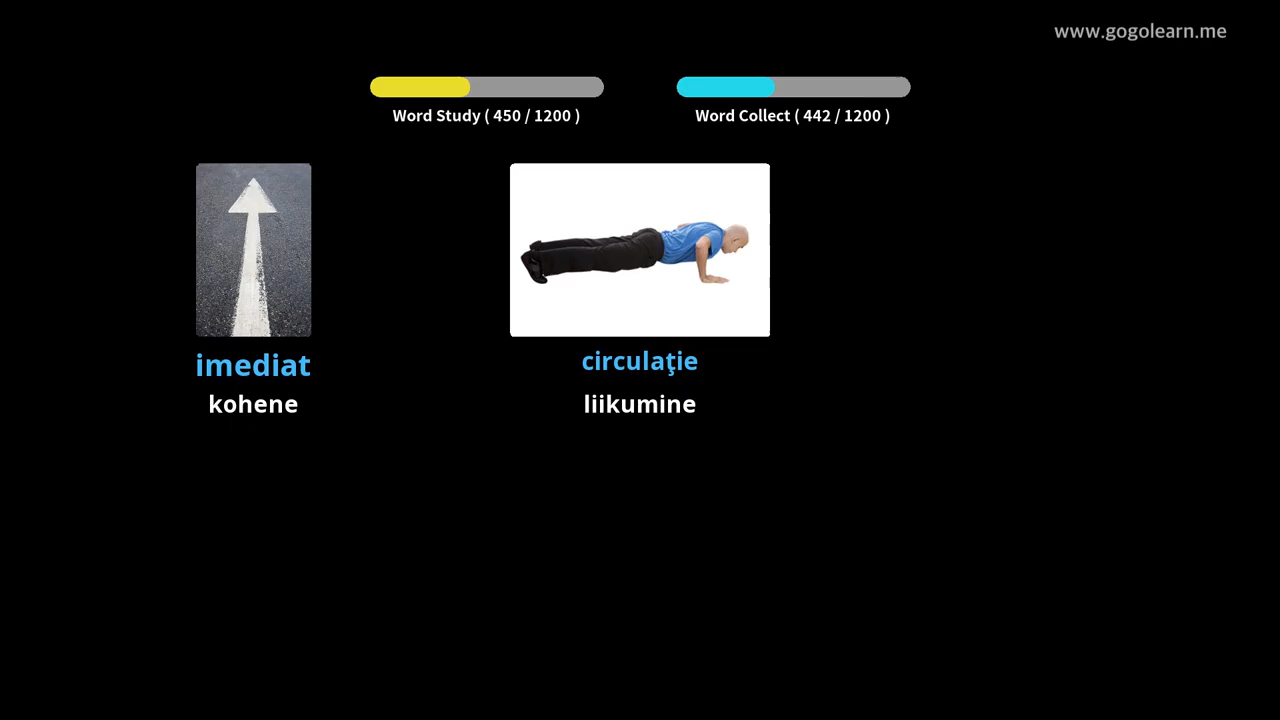 www.gogolearn.me
Word Study ( 450 / 1200 )
Word Collect ( 442 / 1200 )
imediat
kohene
circulaţie
liikumine